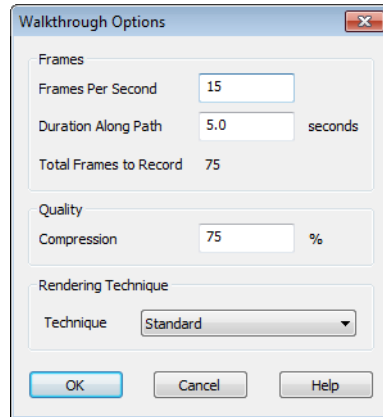 Walkthrough Options
Frames
Frames Per Second 15
Duration Along Path 5.0 seconds
Total Frames to Record 75
Quality
Compression 75 %
Rendering Technique
Technique Standard
OK Cancel Help